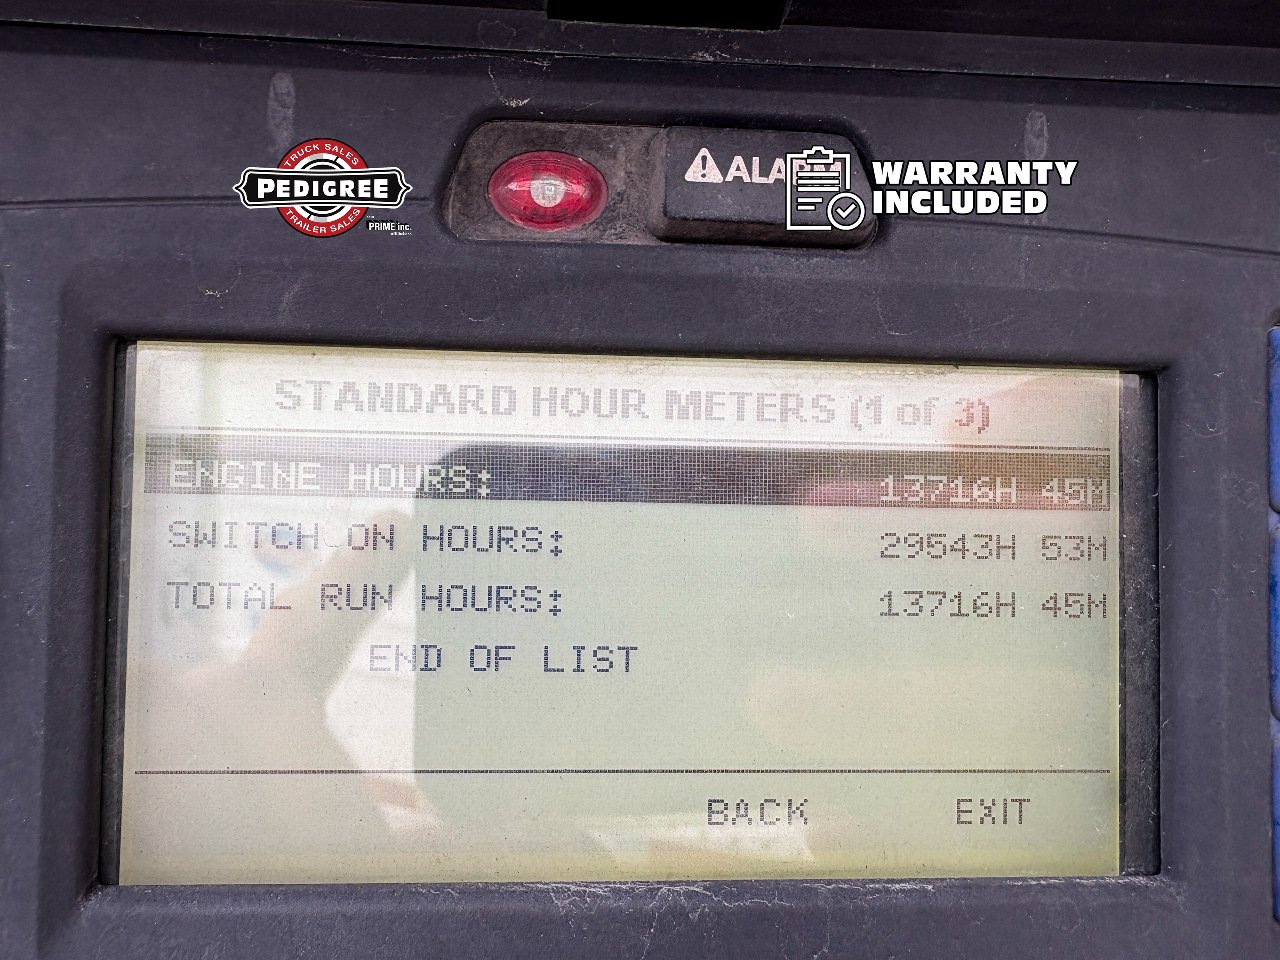 TRUCK SALES
PEDIGREE
TRAILER SALES
PRIME inc.
ALARM
WARRANTY
INCLUDED
STANDARD HOUR METERS (1 of 3)
ENGINE HOURS: 13716H 45M
SWITCH ON HOURS: 29543H 53M
TOTAL RUN HOURS: 13716H 45M
END OF LIST
BACK EXIT